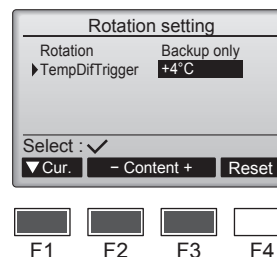 Rotation setting
Rotation Backup only
▶TempDifTrigger +4°C
Select : ✓
▼Cur. − Content + Reset
F1 F2 F3 F4